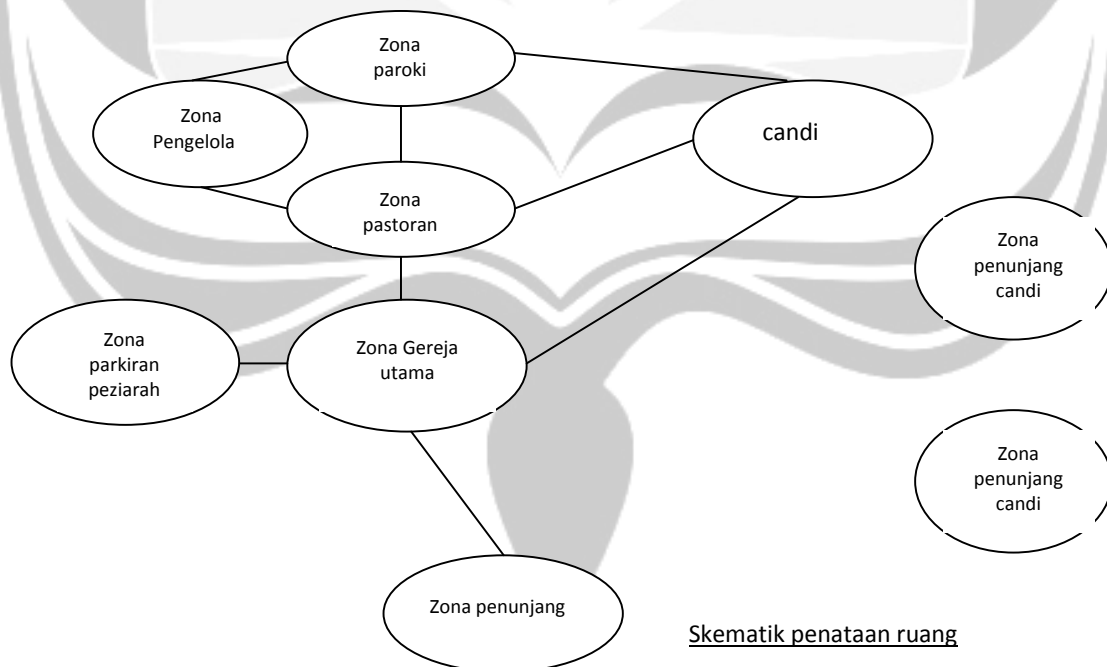 Zona
paroki
Zona
Pengelola
candi
Zona
pastoran
Zona
penunjang
candi
Zona
parkiran
peziarah
Zona Gereja
utama
Zona
penunjang
candi
Zona penunjang
Skematik penataan ruang